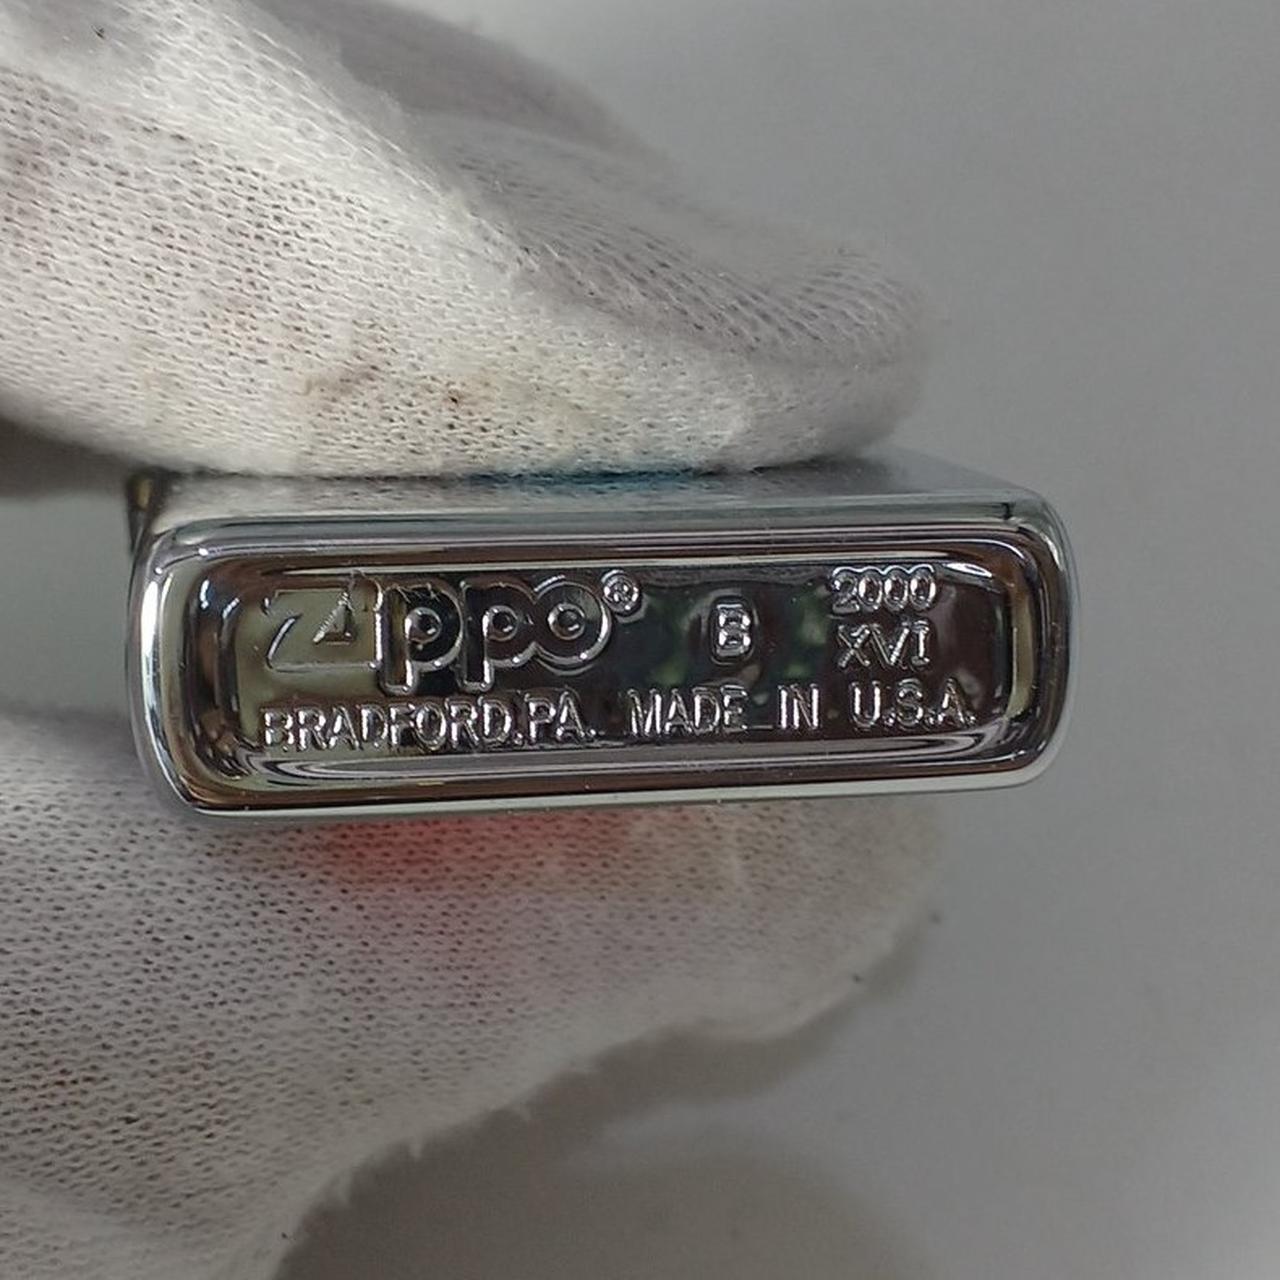 Zippo® B 2000
XVI
BRADFORD.PA. MADE IN U.S.A.